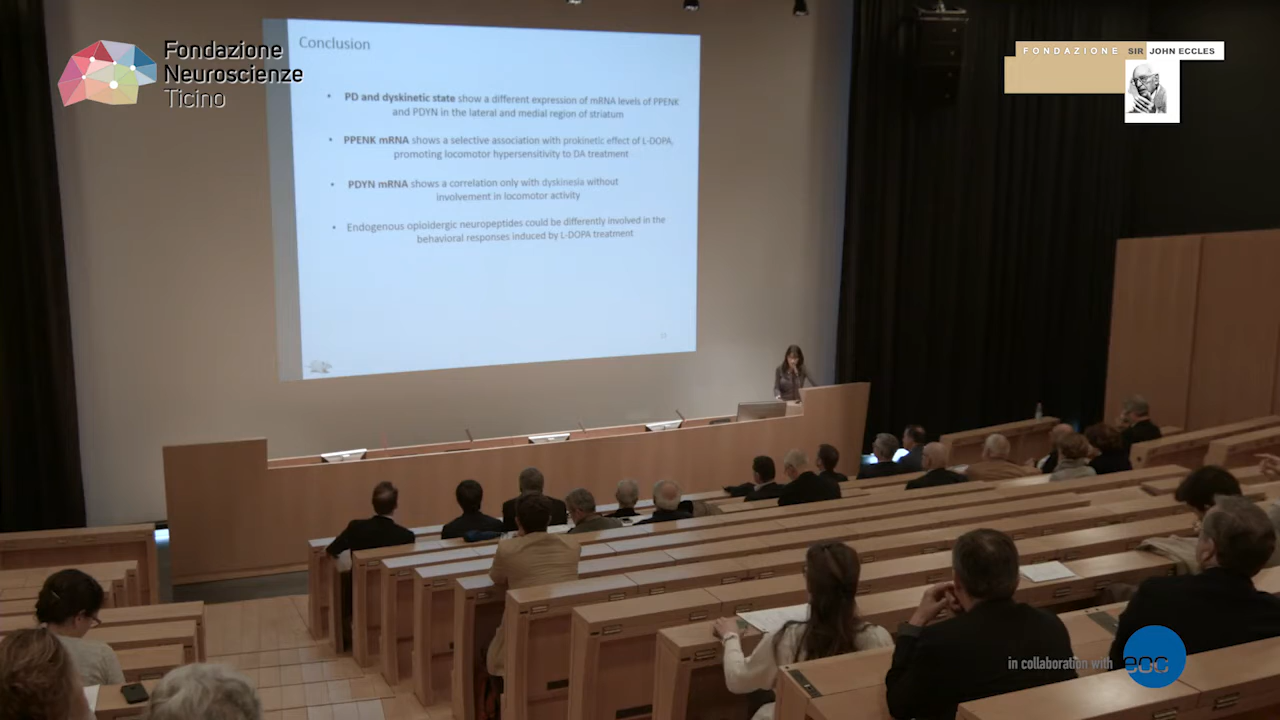 Fondazione
Neuroscienze
Ticino
FONDAZIONE SIR JOHN ECCLES
Conclusion
• PD and dyskinetic state show a different expression of mRNA levels of PPENK
and PDYN in the lateral and medial region of striatum
• PPENK mRNA shows a selective association with prokinetic effect of L-DOPA,
promoting locomotor hypersensitivity to DA treatment
• PDYN mRNA shows a correlation only with dyskinesia without
involvement in locomotor activity
• Endogenous opioidergic neuropeptides could be differently involved in the
behavioral responses induced by L-DOPA treatment
in collaboration with
ecc